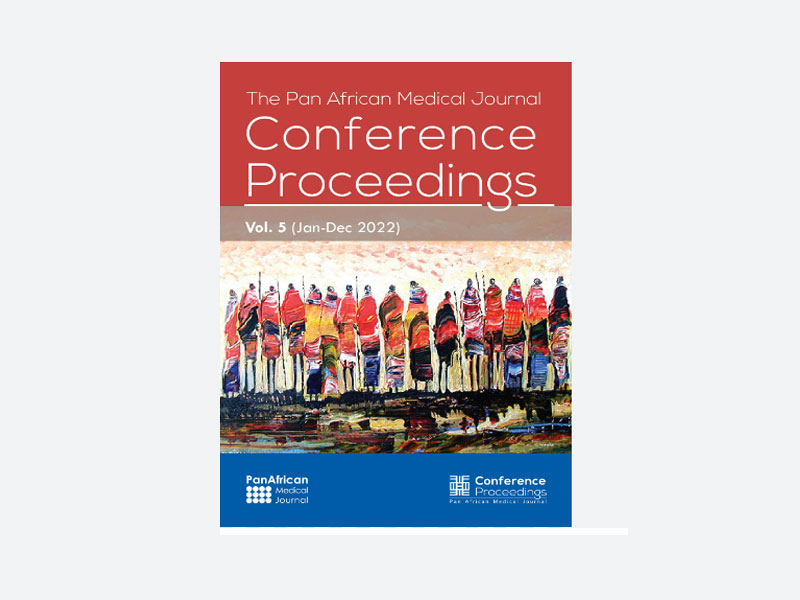 The Pan African Medical Journal
Conference
Proceedings
Vol. 5 (Jan-Dec 2022)
PanAfrican
Medical
Journal
Conference
Proceedings
Pan African Medical Journal